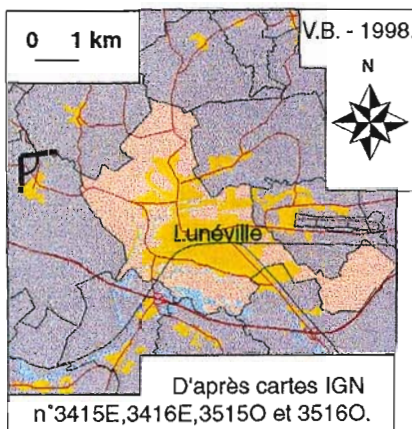 0 1 km
V.B. - 1998.
N
Lunéville
D'après cartes IGN
n°3415E,3416E,3515O et 3516O.